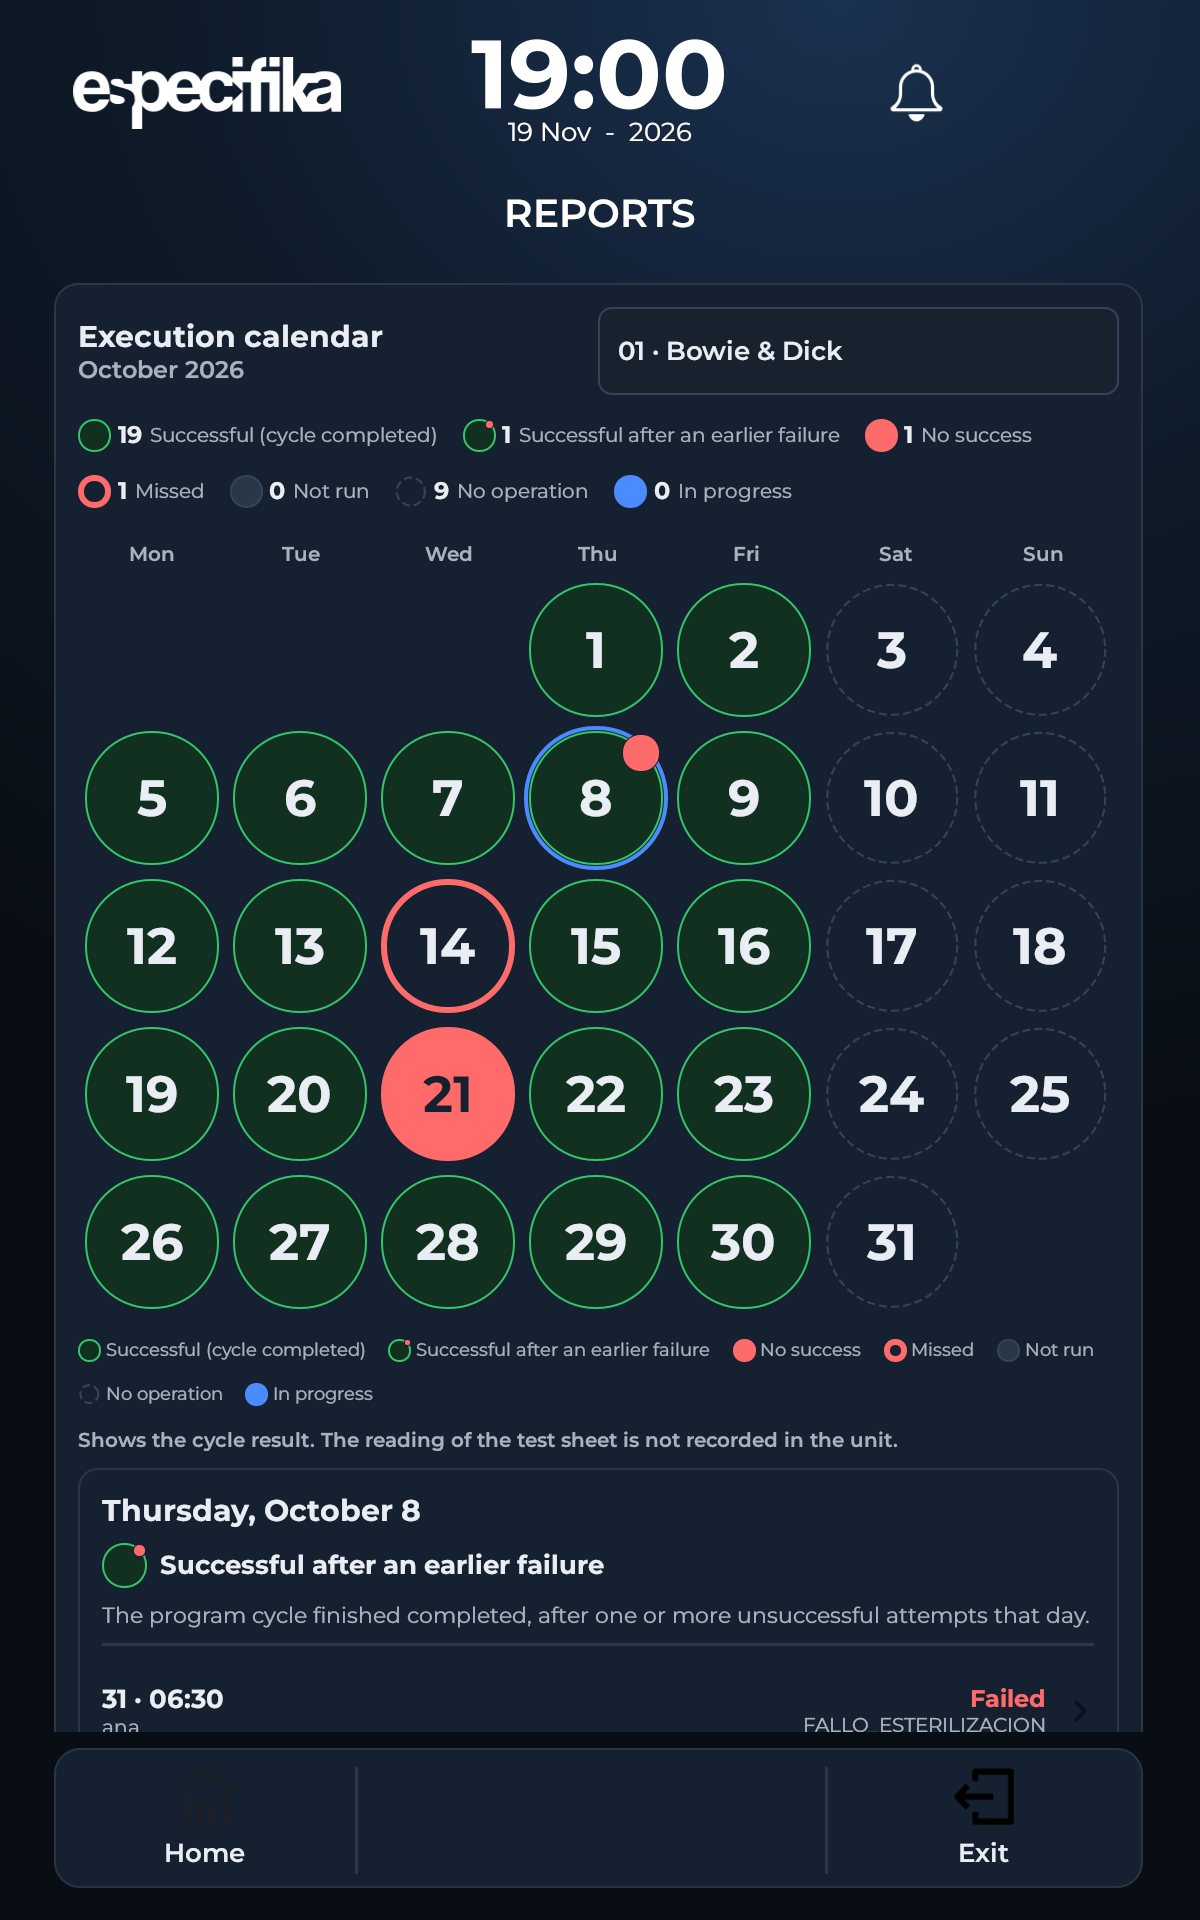 especifika
19:00
19 Nov - 2026
REPORTS
Execution calendar
October 2026
01 · Bowie & Dick
19 Successful (cycle completed) 1 Successful after an earlier failure 1 No success
1 Missed 0 Not run 9 No operation 0 In progress
Mon Tue Wed Thu Fri Sat Sun
1 2 3 4
5 6 7 8 9 10 11
12 13 14 15 16 17 18
19 20 21 22 23 24 25
26 27 28 29 30 31
Successful (cycle completed) Successful after an earlier failure No success Missed Not run
No operation In progress
Shows the cycle result. The reading of the test sheet is not recorded in the unit.
Thursday, October 8
Successful after an earlier failure
The program cycle finished completed, after one or more unsuccessful attempts that day.
31 · 06:30 Failed
ana FALLO_ESTERILIZACION
Home Exit